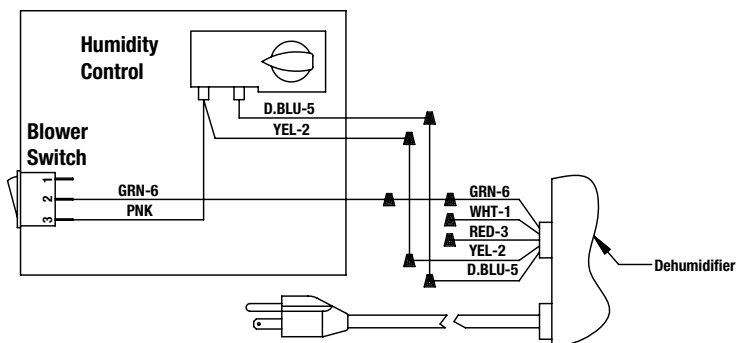 Humidity
Control
D.BLU-5
YEL-2
Blower
Switch
1
2
3
GRN-6
PNK
GRN-6
WHT-1
RED-3
YEL-2
D.BLU-5
Dehumidifier